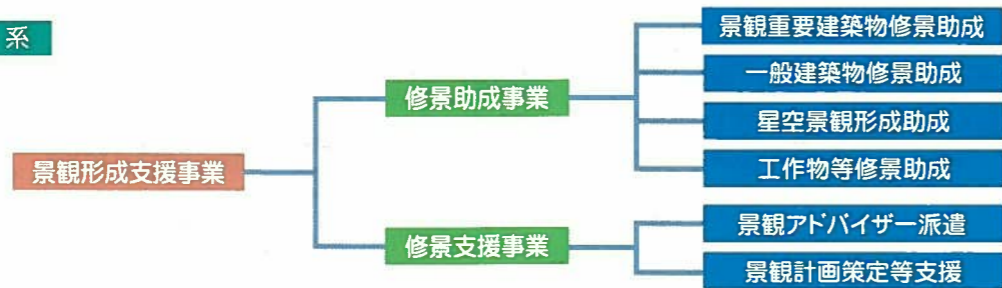 系
景観形成支援事業
修景助成事業
景観重要建築物修景助成
一般建築物修景助成
星空景観形成助成
工作物等修景助成
修景支援事業
景観アドバイザー派遣
景観計画策定等支援